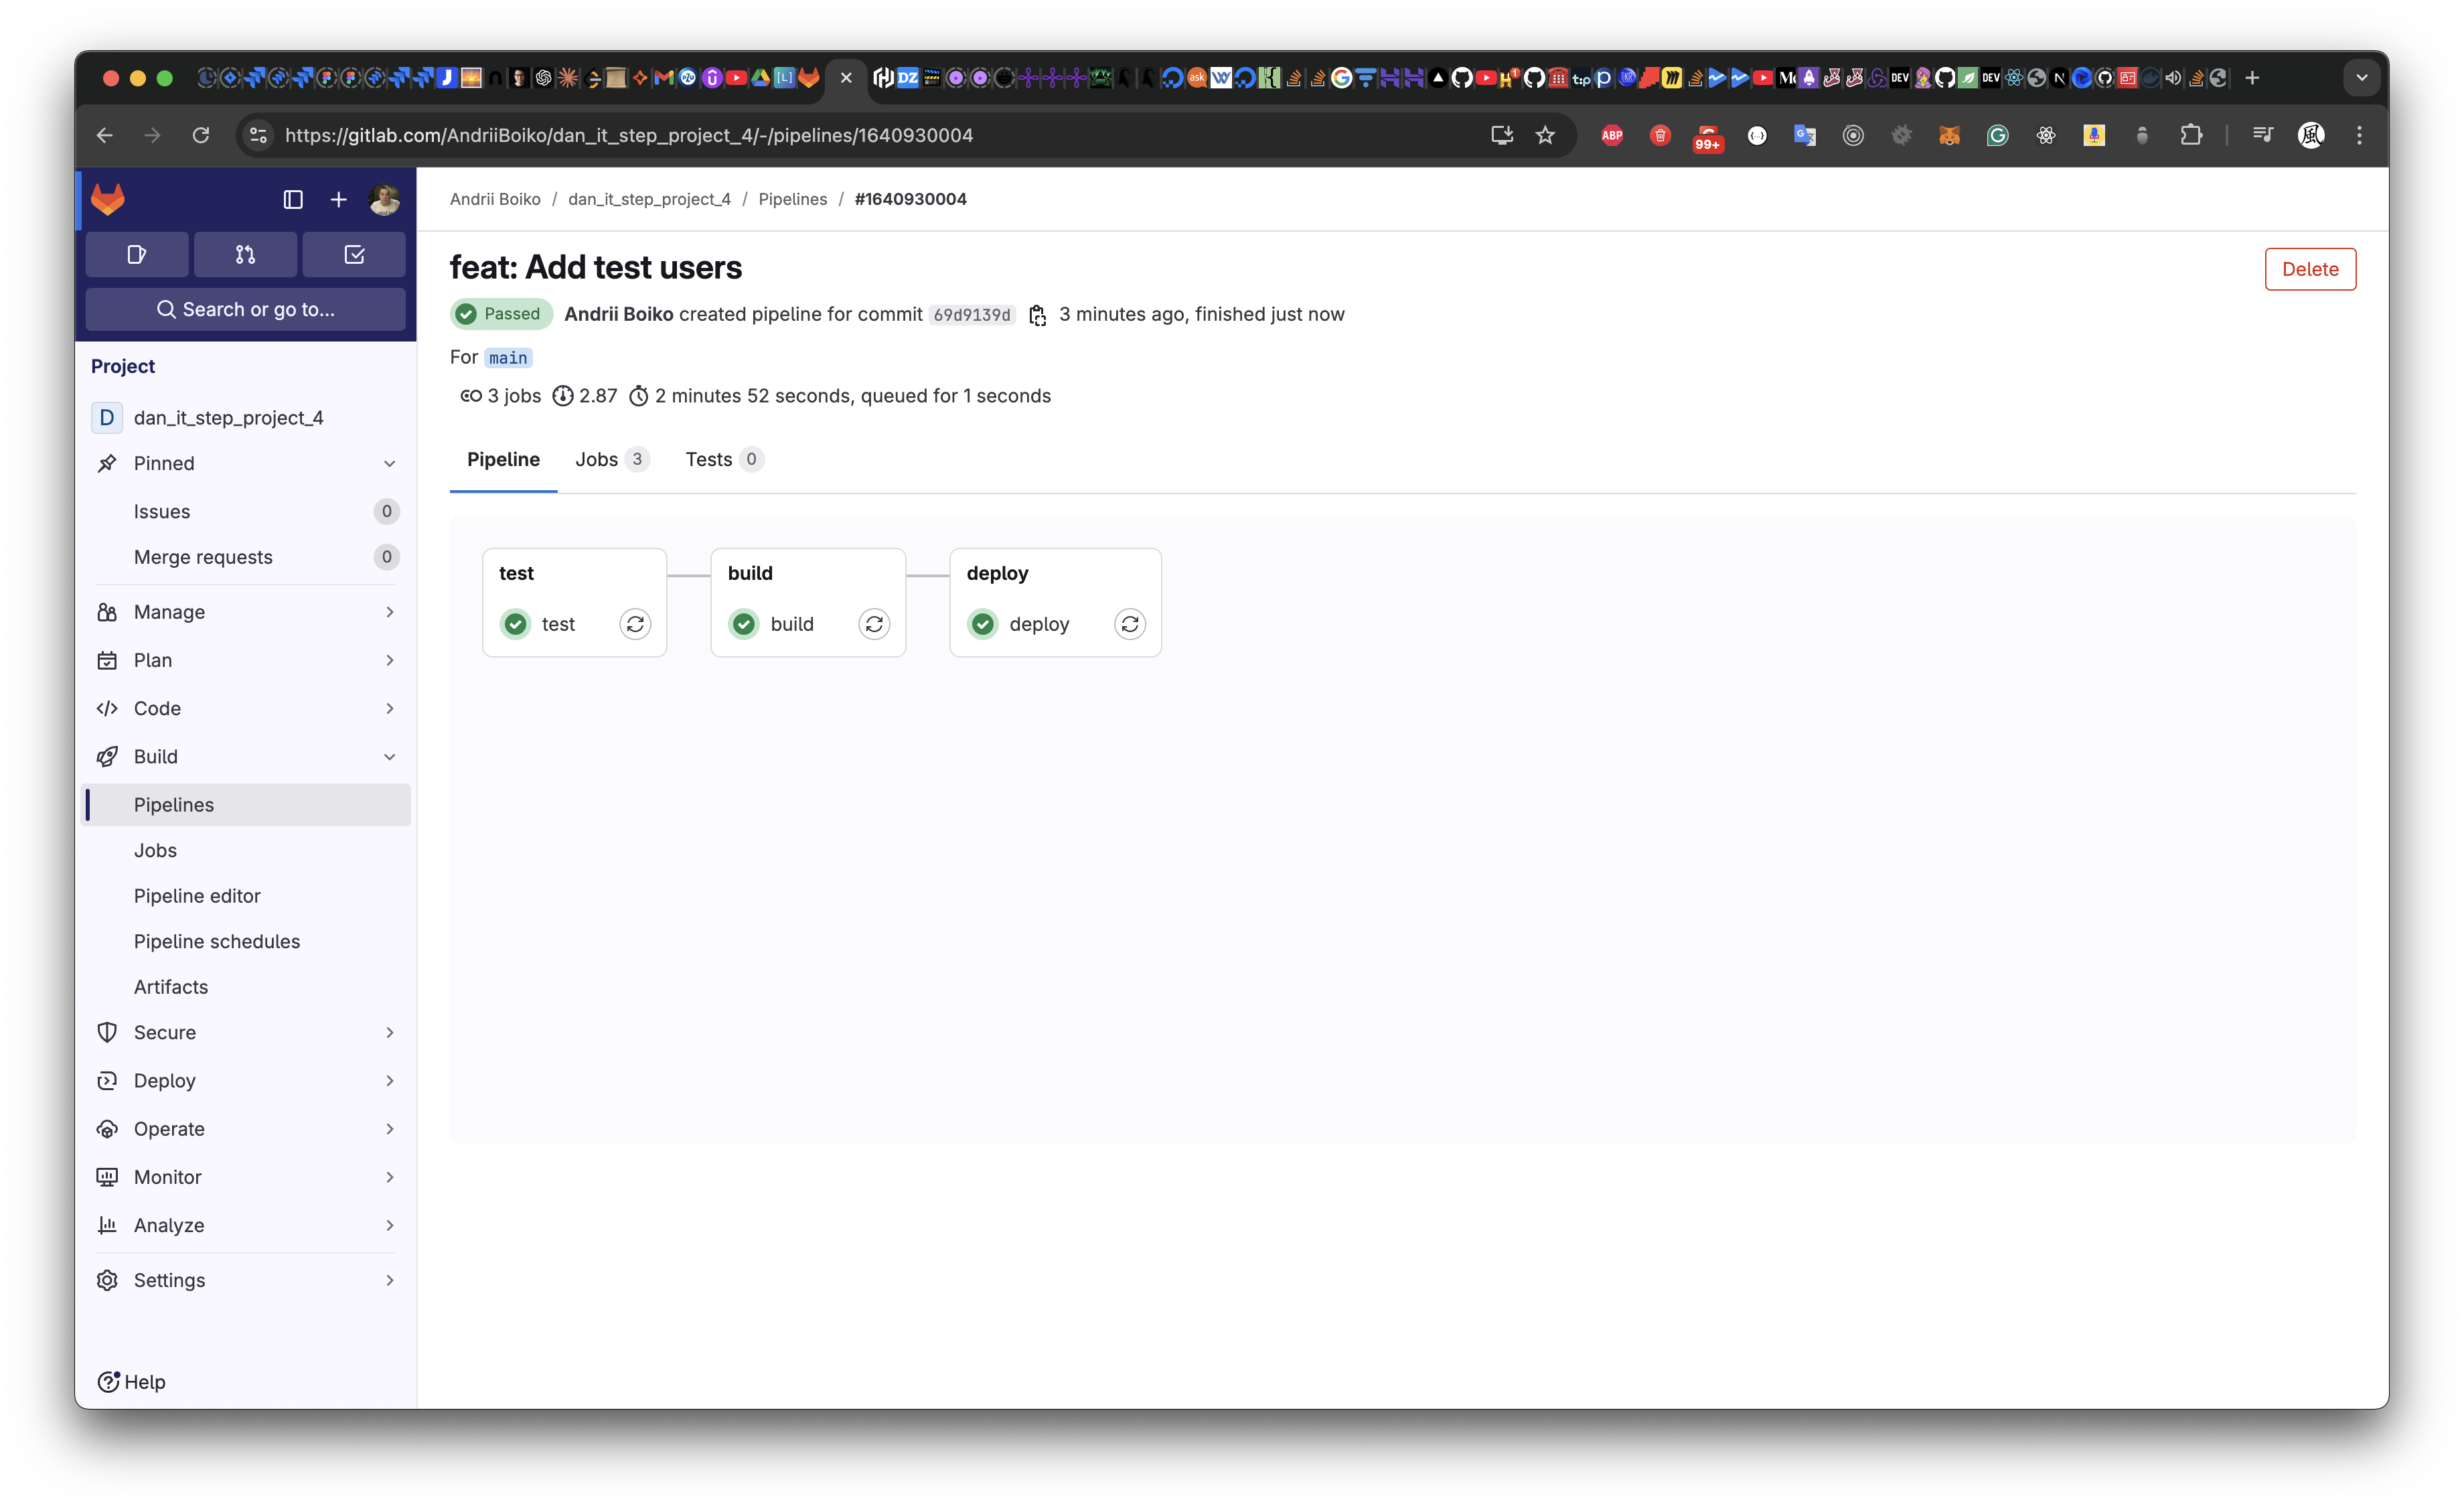 https://gitlab.com/AndriiBoiko/dan_it_step_project_4/-/pipelines/1640930004
ABP
99+
Search or go to...
Project
D dan_it_step_project_4
Pinned
Issues 0
Merge requests 0
Manage
Plan
Code
Build
Pipelines
Jobs
Pipeline editor
Pipeline schedules
Artifacts
Secure
Deploy
Operate
Monitor
Analyze
Settings
Help
Andrii Boiko / dan_it_step_project_4 / Pipelines / #1640930004
feat: Add test users
Delete
Passed Andrii Boiko created pipeline for commit 69d9139d 3 minutes ago, finished just now
For main
3 jobs 2.87 2 minutes 52 seconds, queued for 1 seconds
Pipeline Jobs 3 Tests 0
test build deploy
test build deploy